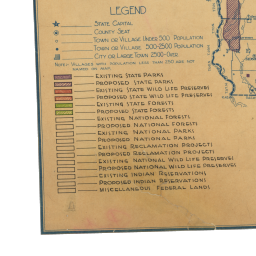 LEGEND
STATE CAPITAL
COUNTY SEAT
TOWN OR VILLAGE UNDER 500 POPULATION
TOWN OR VILLAGE 500-2500 POPULATION
CITY OR LARGE TOWN 2500-OVER
NOTE: VILLAGES WITH POPULATION LESS THAN 250 ARE NOT
SHOWN ON MAP.
EXISTING STATE PARKS
PROPOSED STATE PARKS
EXISTING STATE WILD LIFE PRESERVES
PROPOSED STATE WILD LIFE PRESERVES
EXISTING STATE FORESTS
PROPOSED STATE FORESTS
EXISTING NATIONAL FORESTS
PROPOSED NATIONAL FORESTS
EXISTING NATIONAL PARKS
PROPOSED NATIONAL PARKS
EXISTING RECLAMATION PROJECTS
PROPOSED RECLAMATION PROJECTS
EXISTING NATIONAL WILD LIFE PRESERVES
PROPOSED NATIONAL WILD LIFE PRESERVES
EXISTING INDIAN RESERVATIONS
PROPOSED INDIAN RESERVATIONS
MISCELLANEOUS FEDERAL LANDS